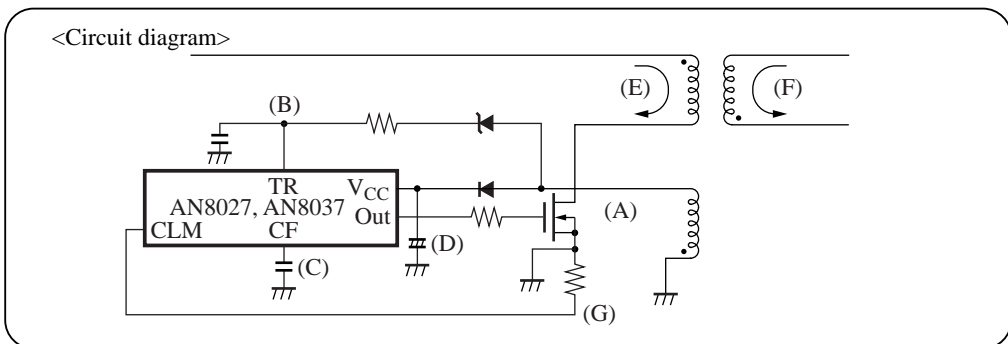 <Circuit diagram>
(E)
(F)
(B)
TR
VCC
AN8027, AN8037
Out
(A)
CLM
CF
(D)
(C)
(G)